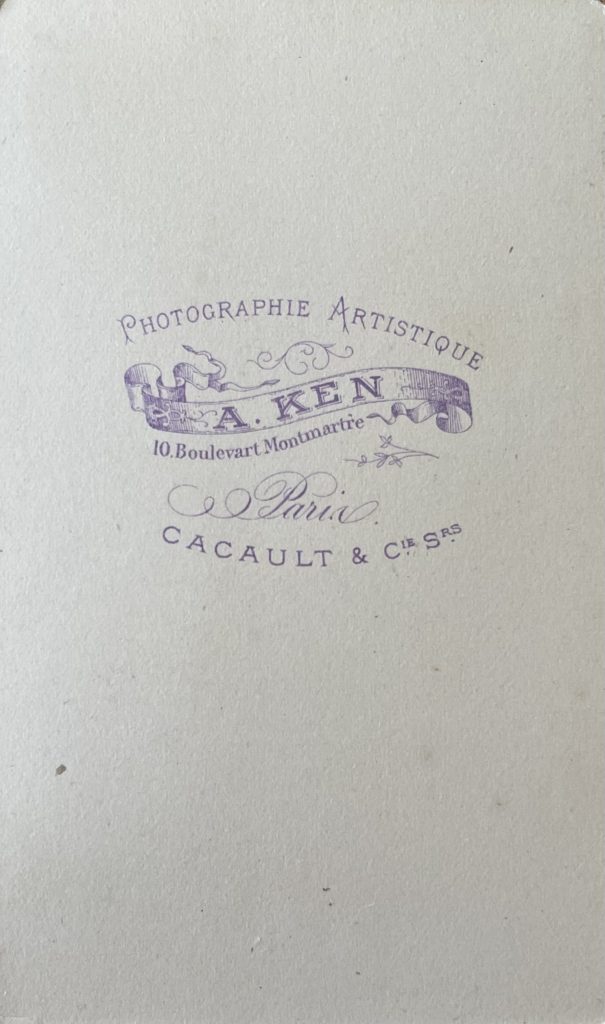 PHOTOGRAPHIE ARTISTIQUE
A. KEN
10, Boulevart Montmartre
Paris.
CACAULT & CIE SRS